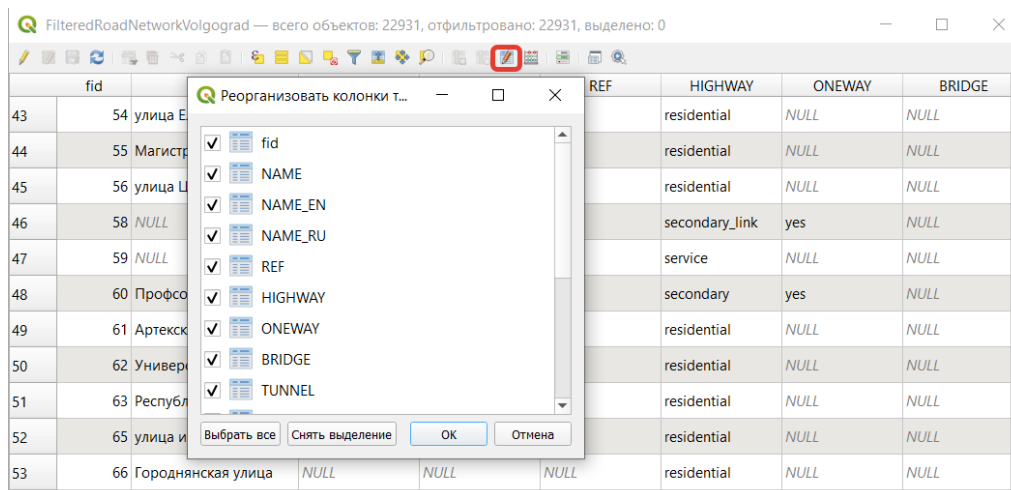 FilteredRoadNetworkVolgograd — всего объектов: 22931, отфильтровано: 22931, выделено: 0
fid REF HIGHWAY ONEWAY BRIDGE
Реорганизовать колонки т...
fid
NAME
NAME_EN
NAME_RU
REF
HIGHWAY
ONEWAY
BRIDGE
TUNNEL
Выбрать все Снять выделение OK Отмена
43 54 улица Е residential NULL NULL
44 55 Магистр residential NULL NULL
45 56 улица Ц residential NULL NULL
46 58 NULL secondary_link yes NULL
47 59 NULL service NULL NULL
48 60 Профсо secondary yes NULL
49 61 Артекск residential NULL NULL
50 62 Универ residential NULL NULL
51 63 Респуб residential NULL NULL
52 65 улица и residential NULL NULL
53 66 Городнянская улица NULL NULL NULL residential NULL NULL